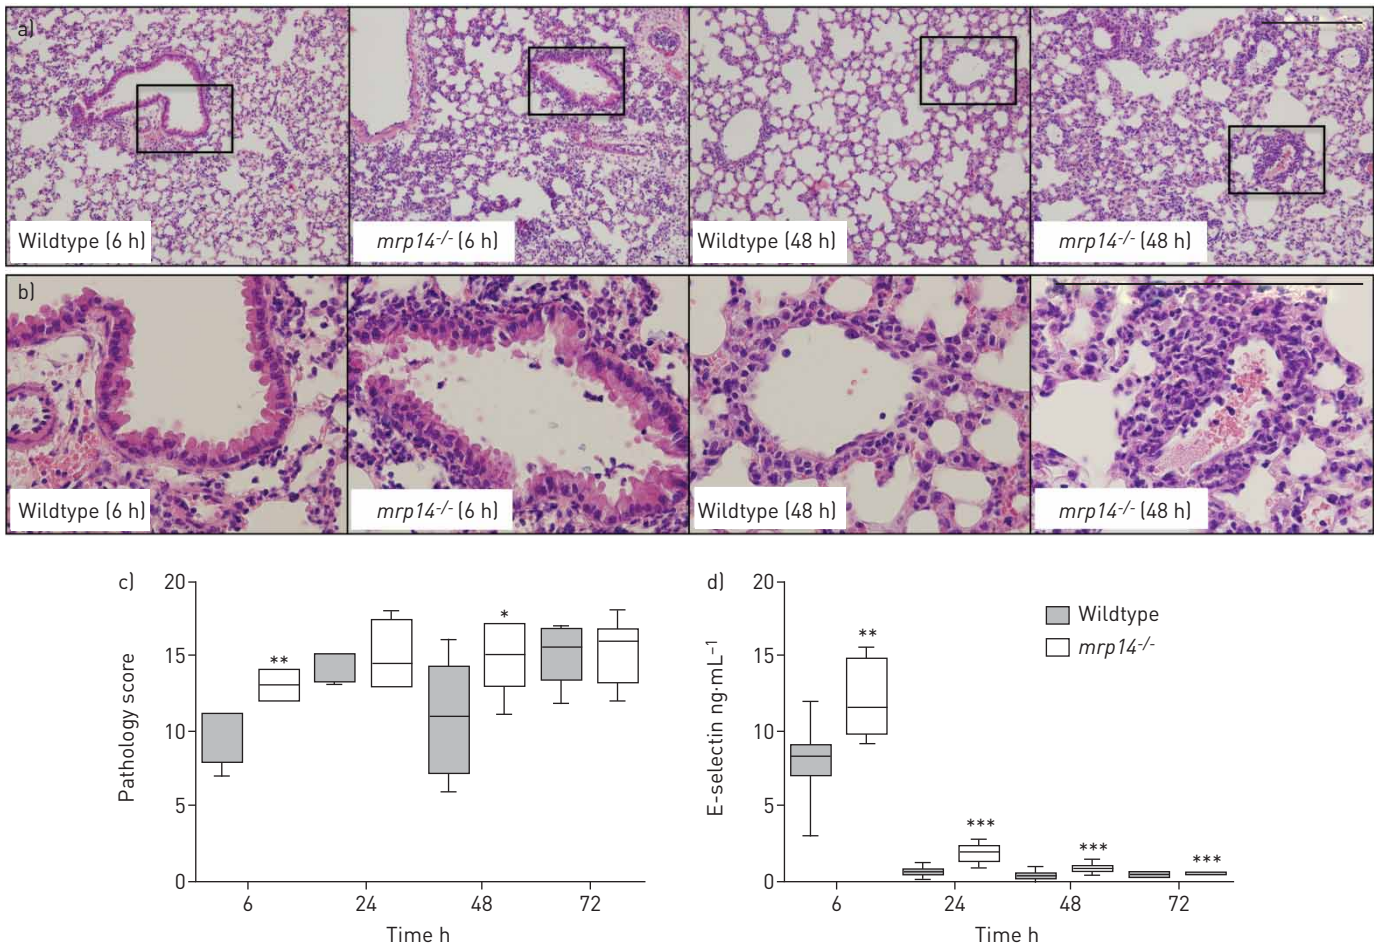 a)
Wildtype (6 h)
mrp14-/- (6 h)
Wildtype (48 h)
mrp14-/- (48 h)
b)
Wildtype (6 h)
mrp14-/- (6 h)
Wildtype (48 h)
mrp14-/- (48 h)
c)
Pathology score
20
15
10
5
0
**
*
6
24
48
72
Time h
d)
E-selectin ng·mL⁻¹
20
15
10
5
0
**
***
***
***
Wildtype
mrp14-/-
6
24
48
72
Time h